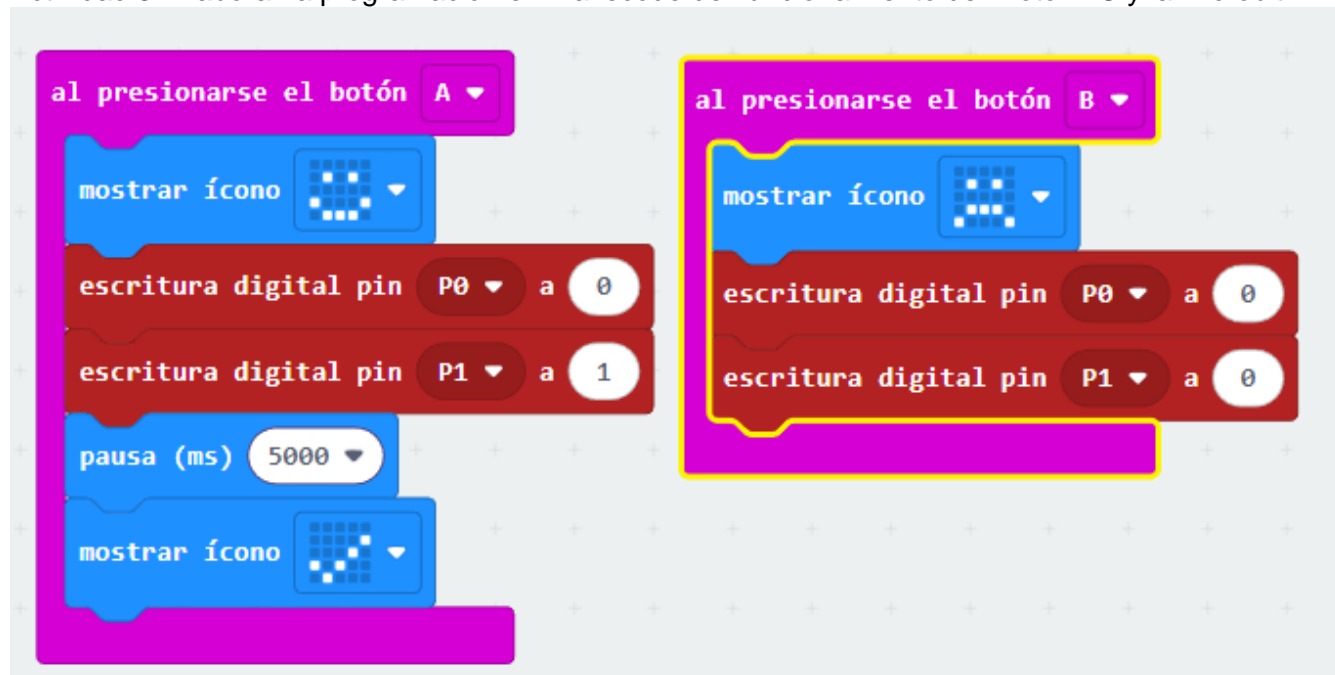 al presionarse el botón A
mostrar ícono
escritura digital pin P0 a 0
escritura digital pin P1 a 1
pausa (ms) 5000
mostrar ícono
al presionarse el botón B
mostrar ícono
escritura digital pin P0 a 0
escritura digital pin P1 a 0